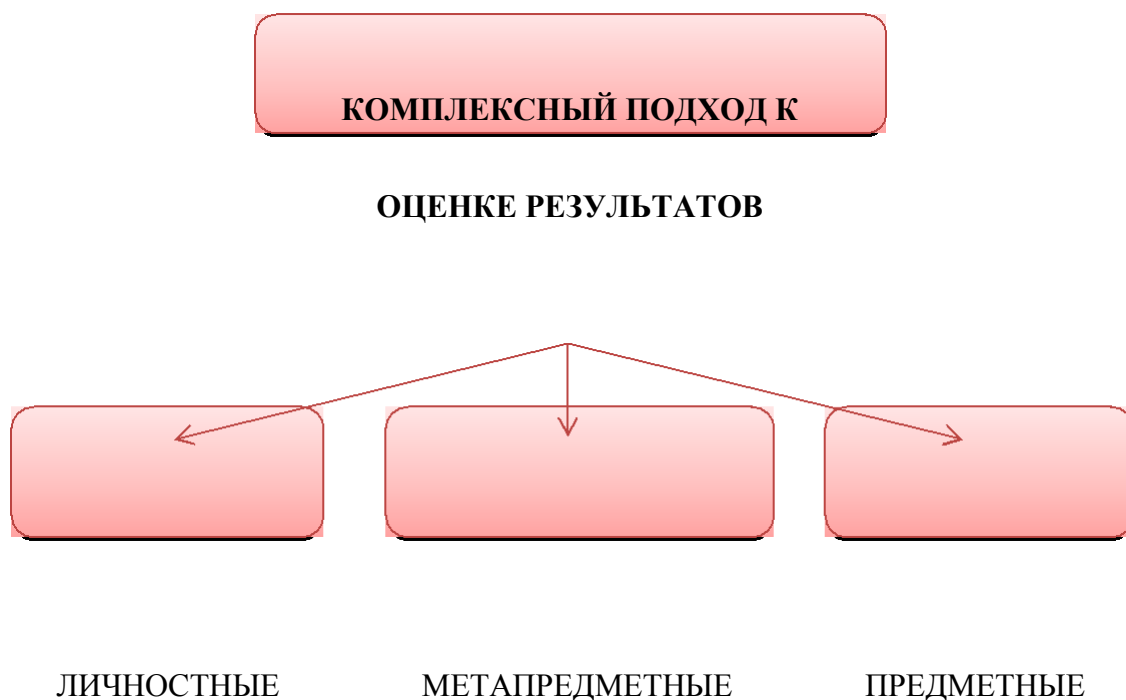 КОМПЛЕКСНЫЙ ПОДХОД К
ОЦЕНКЕ РЕЗУЛЬТАТОВ
ЛИЧНОСТНЫЕ МЕТАПРЕДМЕТНЫЕ ПРЕДМЕТНЫЕ